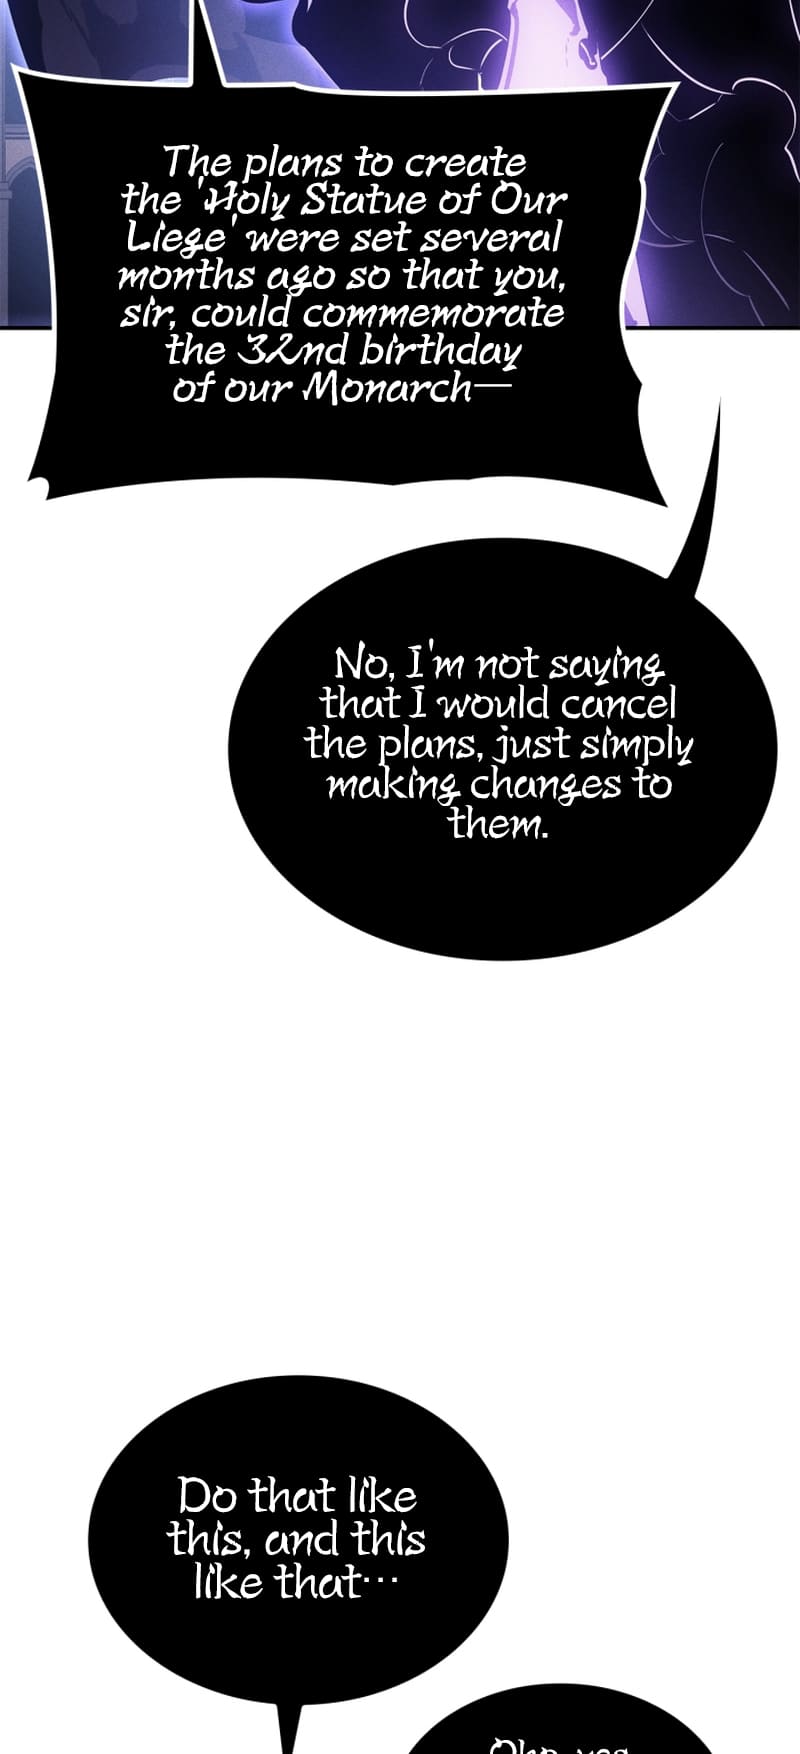 The plans to create
the 'Holy Statue of Our
Liege' were set several
months ago so that you,
sir, could commemorate
the 32nd birthday
of our Monarch—
No, I'm not saying
that I would cancel
the plans, just simply
making changes to
them.
Do that like
this, and this
like that...
yes